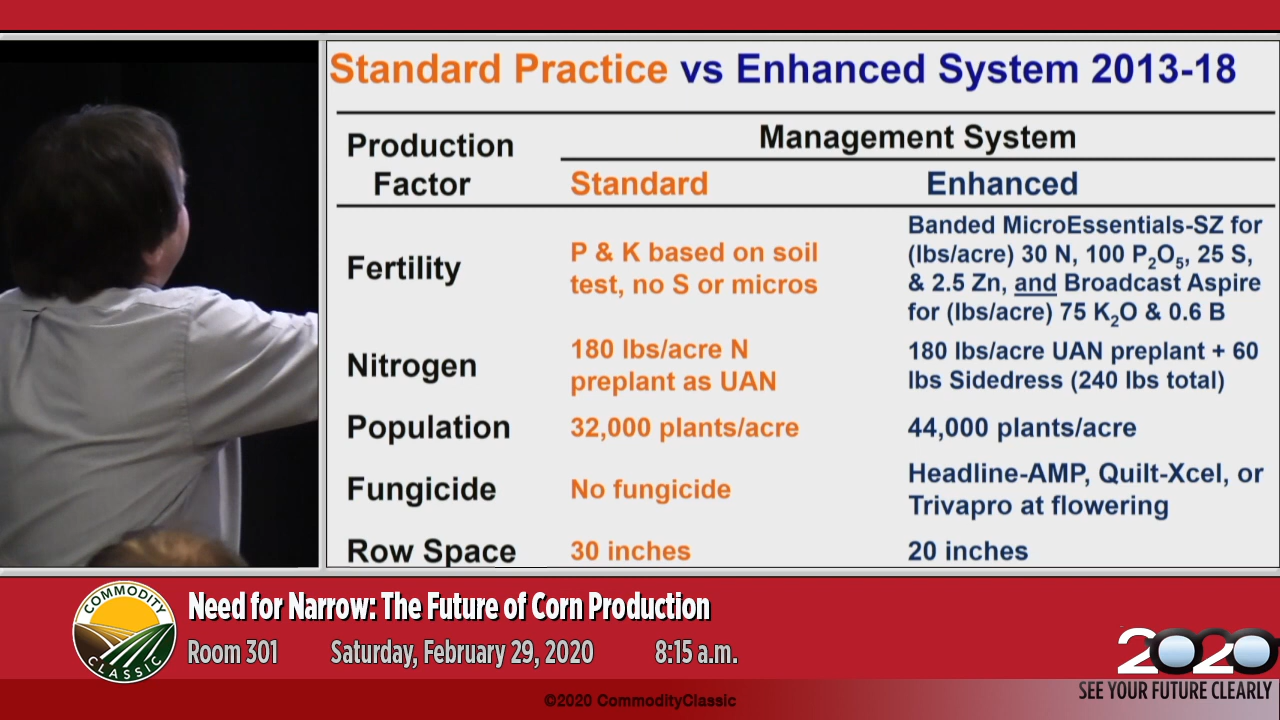 Standard Practice vs Enhanced System 2013-18
Production
Factor
Management System
Standard
Enhanced
Fertility
P & K based on soil
test, no S or micros
Banded MicroEssentials-SZ for
(lbs/acre) 30 N, 100 P₂O₅, 25 S,
& 2.5 Zn, and Broadcast Aspire
for (lbs/acre) 75 K₂O & 0.6 B
Nitrogen
180 lbs/acre N
preplant as UAN
180 lbs/acre UAN preplant + 60
lbs Sidedress (240 lbs total)
Population
32,000 plants/acre
44,000 plants/acre
Fungicide
No fungicide
Headline-AMP, Quilt-Xcel, or
Trivapro at flowering
Row Space
30 inches
20 inches
COMMODITY
CLASSIC
Need for Narrow: The Future of Corn Production
Room 301 Saturday, February 29, 2020 8:15 a.m.
2020
SEE YOUR FUTURE CLEARLY
©2020 CommodityClassic